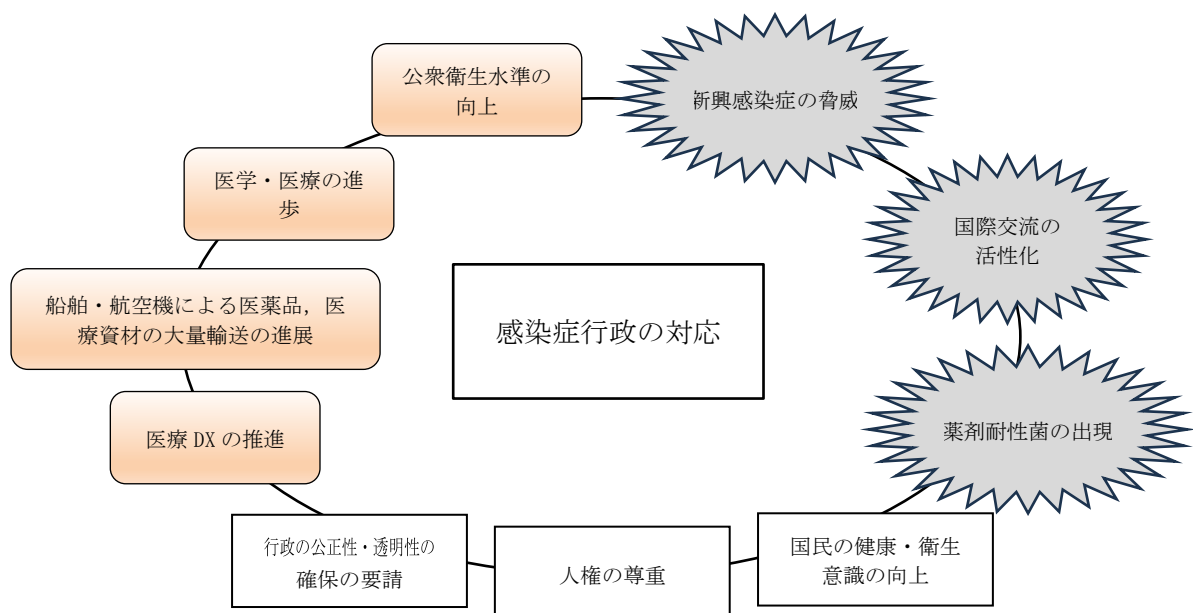 公衆衛生水準の
向上
新興感染症の脅威
医学・医療の進
歩
国際交流の
活性化
船舶・航空機による医薬品，医
療資材の大量輸送の進展
感染症行政の対応
医療 DX の推進
薬剤耐性菌の出現
行政の公正性・透明性の
確保の要請
人権の尊重
国民の健康・衛生
意識の向上